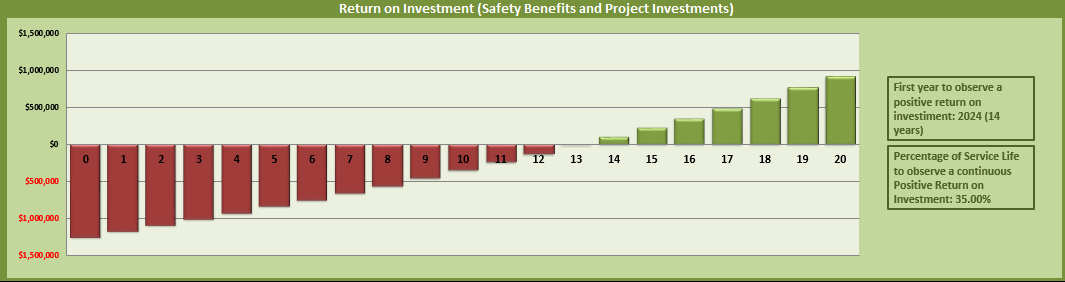 Return on Investment (Safety Benefits and Project Investments)
$1,500,000
$1,000,000
$500,000
$0
$500,000
$1,000,000
$1,500,000
0 1 2 3 4 5 6 7 8 9 10 11 12 13 14 15 16 17 18 19 20
First year to observe a
positive return on
investiment: 2024 (14
years)
Percentage of Service Life
to observe a continuous
Positive Return on
Investment: 35.00%